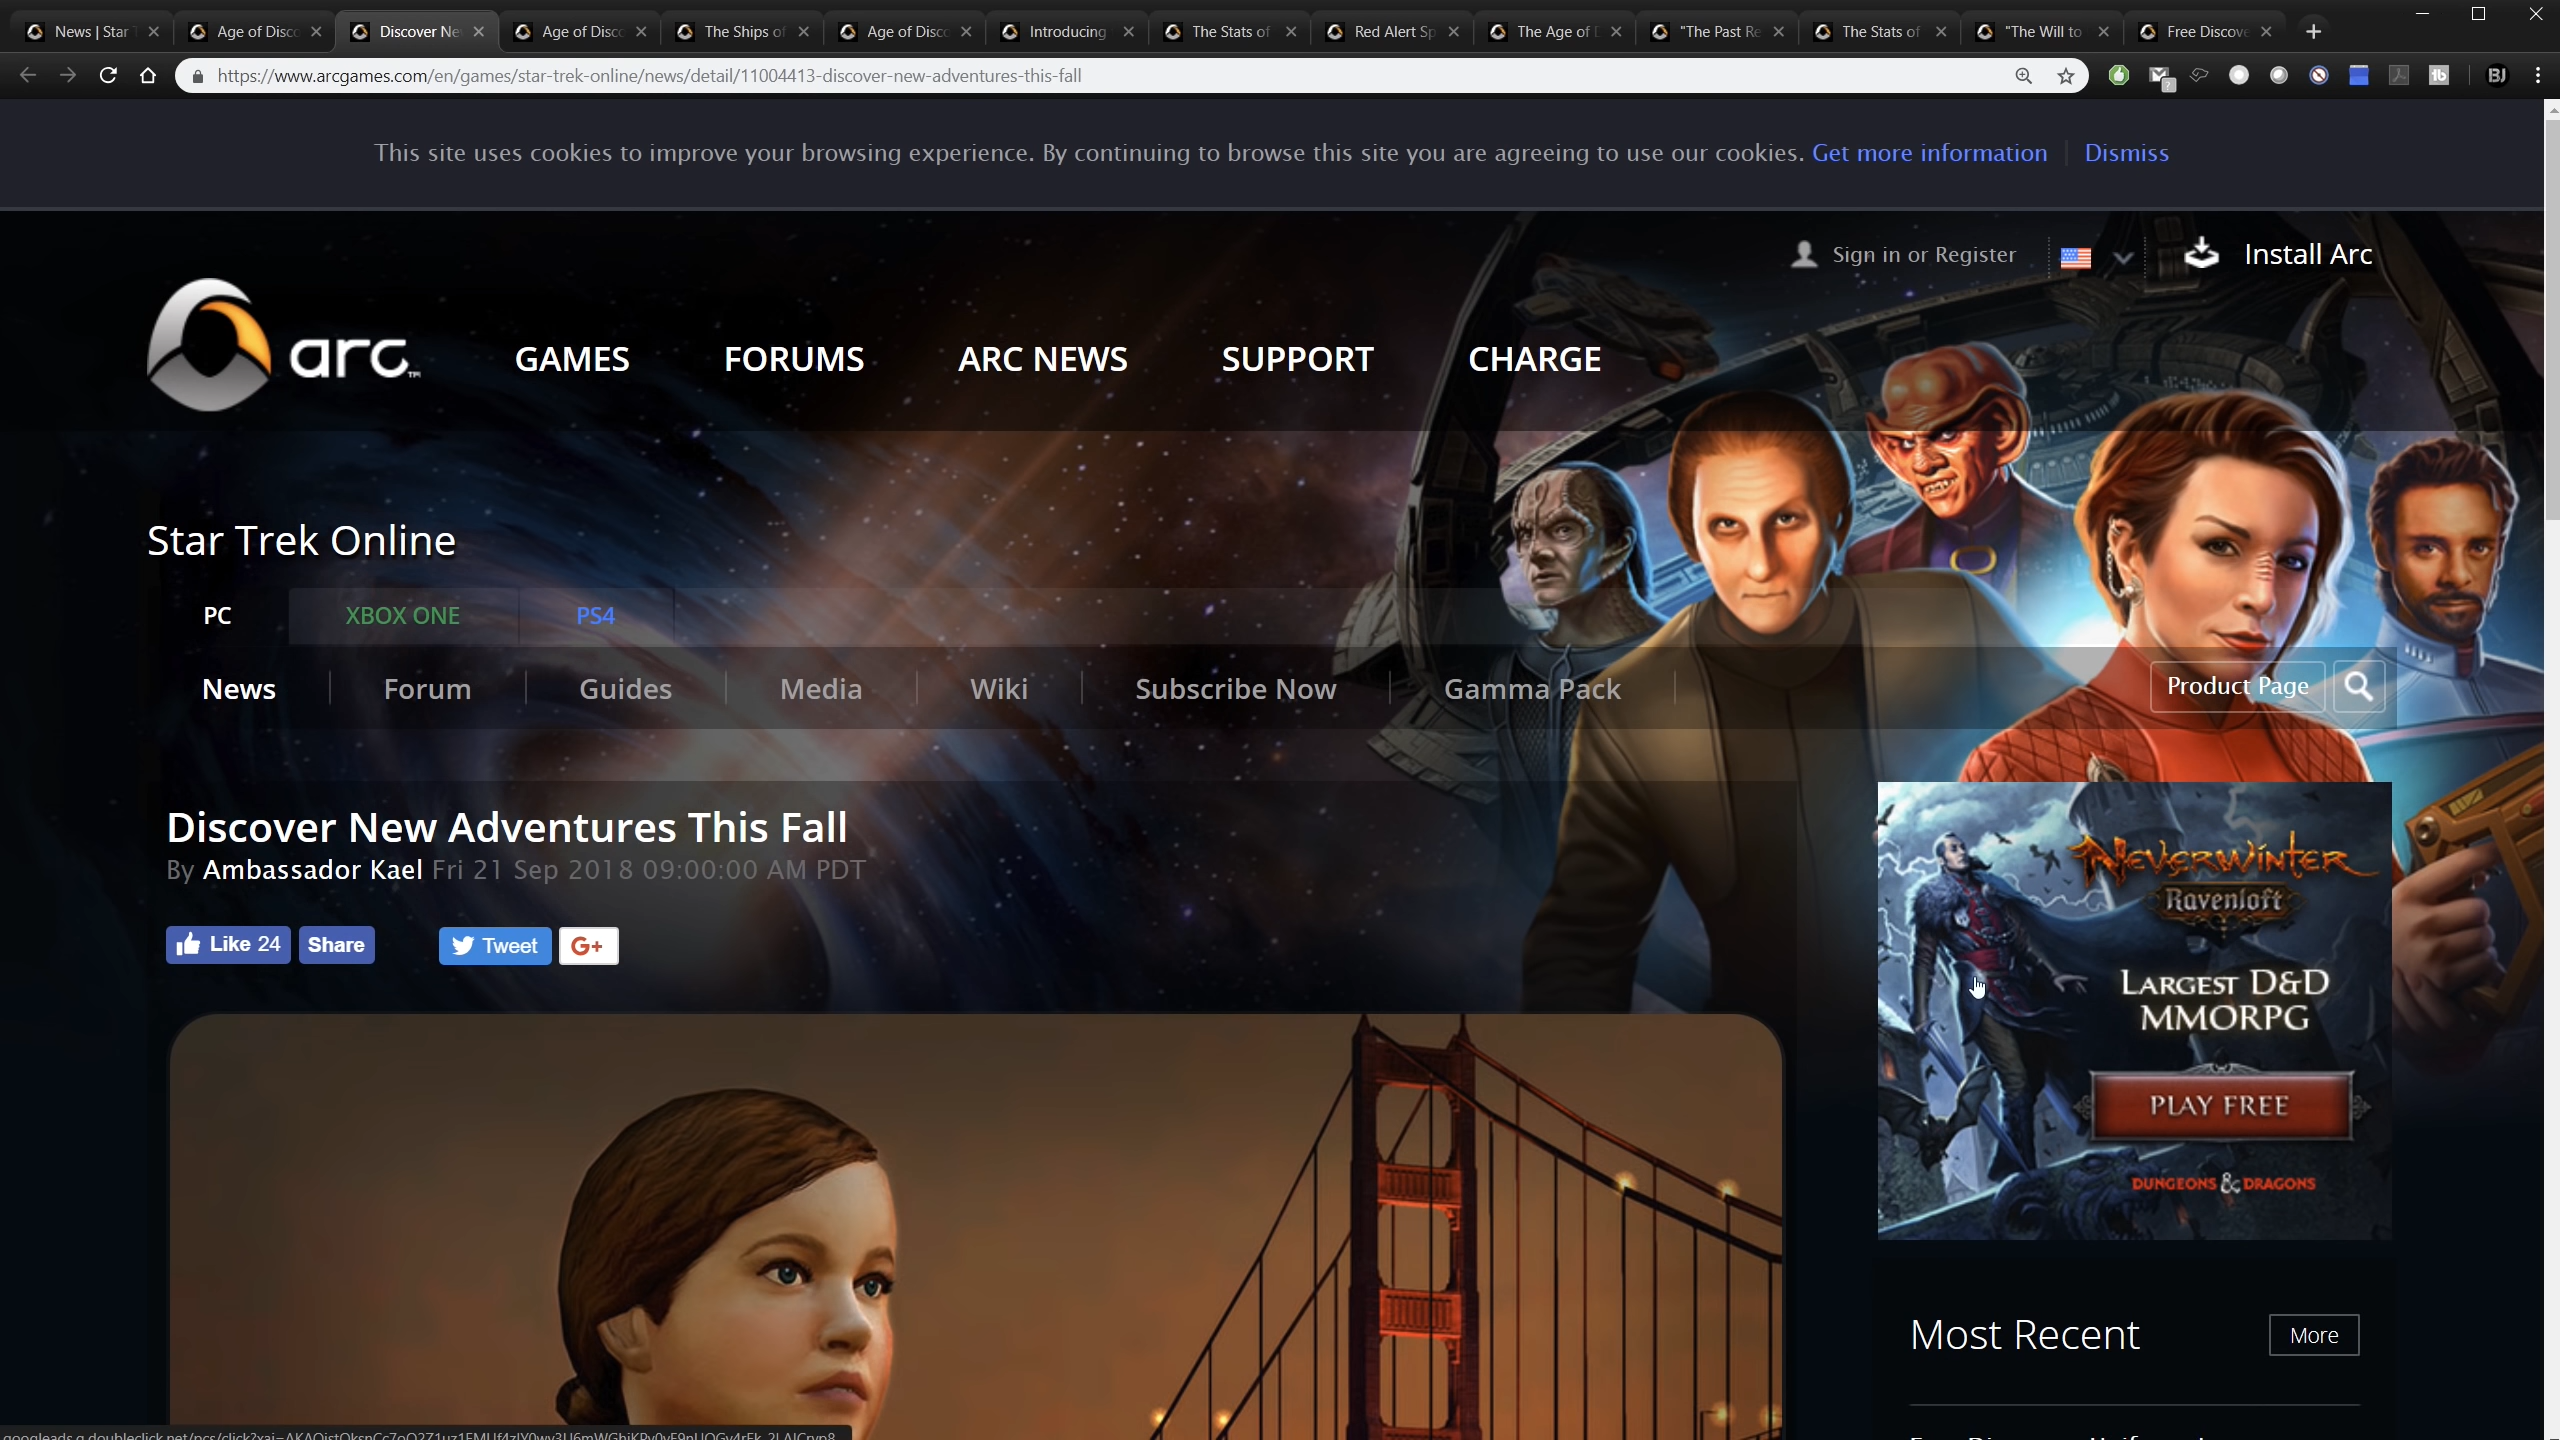 News | Star T
Age of Disco
Discover Ne
Age of Disco
The Ships of
Age of Disco
Introducing
The Stats of
Red Alert Sp
The Age of D
"The Past Re
The Stats of
"The Will to
Free Discove
https://www.arcgames.com/en/games/star-trek-online/news/detail/11004413-discover-new-adventures-this-fall
BJ
This site uses cookies to improve your browsing experience. By continuing to browse this site you are agreeing to use our cookies. Get more information | Dismiss
Sign in or Register
Install Arc
arc™
GAMES FORUMS ARC NEWS SUPPORT CHARGE
Star Trek Online
PC XBOX ONE PS4
News Forum Guides Media Wiki Subscribe Now Gamma Pack Product Page
Discover New Adventures This Fall
By Ambassador Kael Fri 21 Sep 2018 09:00:00 AM PDT
Like 24 Share Tweet G+
NEVERWINTER
Ravenloft
LARGEST D&D
MMORPG
PLAY FREE
DUNGEONS & DRAGONS
Most Recent
More